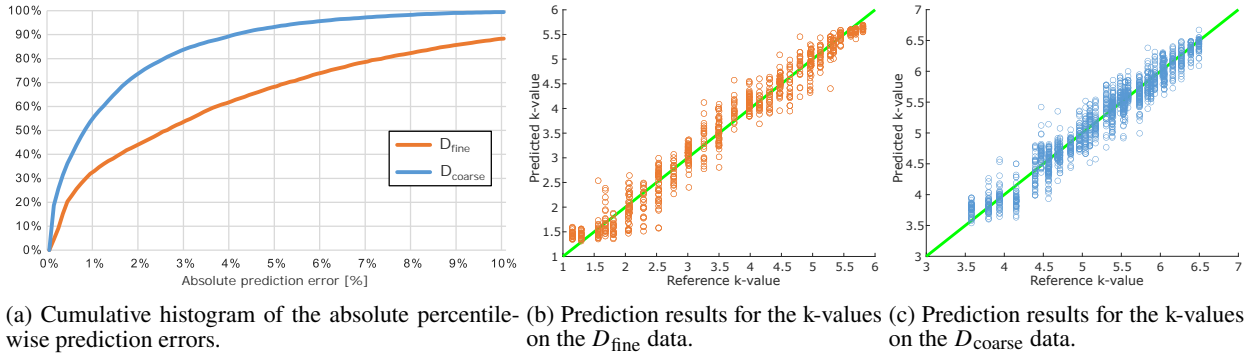 100%
90%
80%
70%
60%
50%
40%
30%
20%
10%
0%
0% 1% 2% 3% 4% 5% 6% 7% 8% 9% 10%
Absolute prediction error [%]
D_fine
D_coarse
Predicted k-value
6
5.5
5
4.5
4
3.5
3
2.5
2
1.5
1
1 1.5 2 2.5 3 3.5 4 4.5 5 5.5 6
Reference k-value
Predicted k-value
7
6.5
6
5.5
5
4.5
4
3.5
3
3 3.5 4 4.5 5 5.5 6 6.5 7
Reference k-value
(a) Cumulative histogram of the absolute percentile-
wise prediction errors.
(b) Prediction results for the k-values
on the D_fine data.
(c) Prediction results for the k-values
on the D_coarse data.